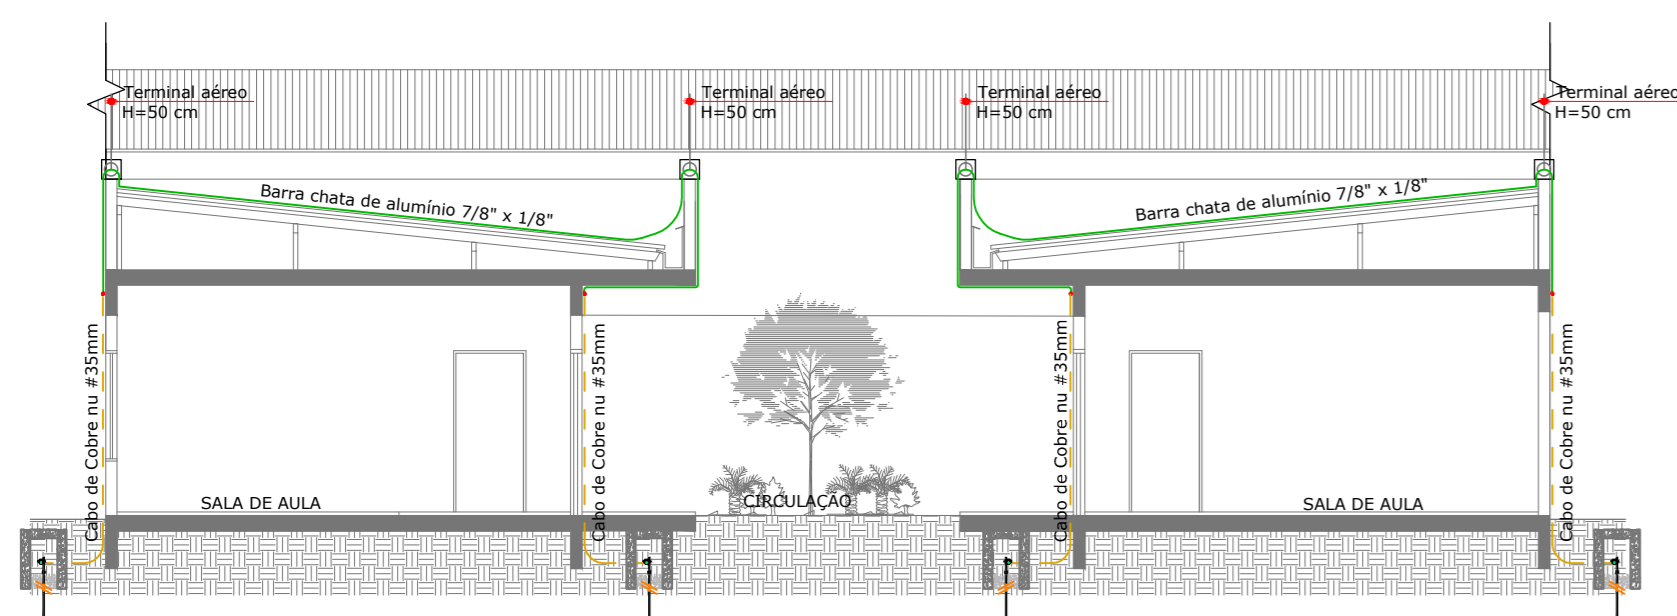 Terminal aéreo
H=50 cm
Terminal aéreo
H=50 cm
Terminal aéreo
H=50 cm
Terminal aéreo
H=50 cm
Barra chata de alumínio 7/8" x 1/8"
Barra chata de alumínio 7/8" x 1/8"
Cabo de Cobre nu #35mm
Cabo de Cobre nu #35mm
Cabo de Cobre nu #35mm
Cabo de Cobre nu #35mm
SALA DE AULA
CIRCULAÇÃO
SALA DE AULA